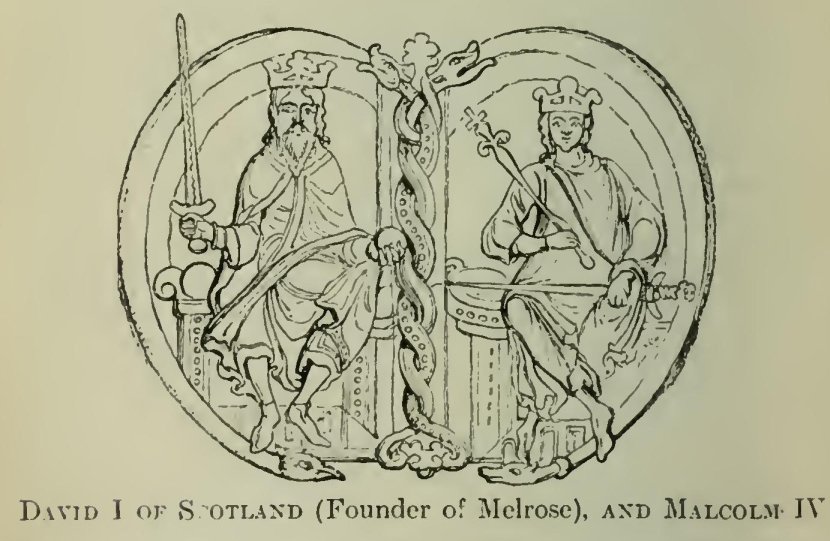 DAVID I OF SCOTLAND (Founder of Melrose), AND MALCOLM IV